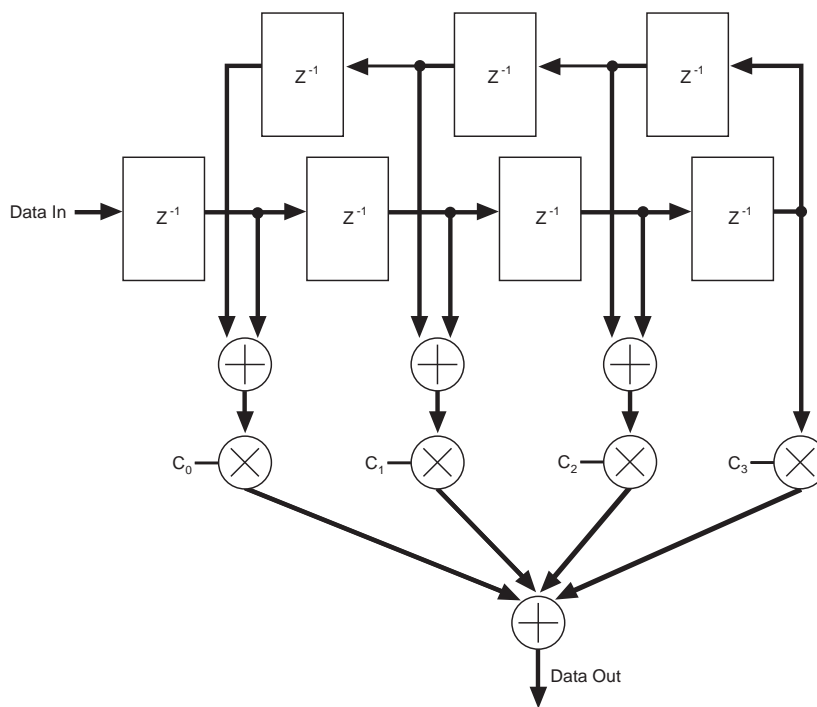 Z⁻¹ Z⁻¹ Z⁻¹
Data In Z⁻¹ Z⁻¹ Z⁻¹ Z⁻¹
C₀ C₁ C₂ C₃
Data Out